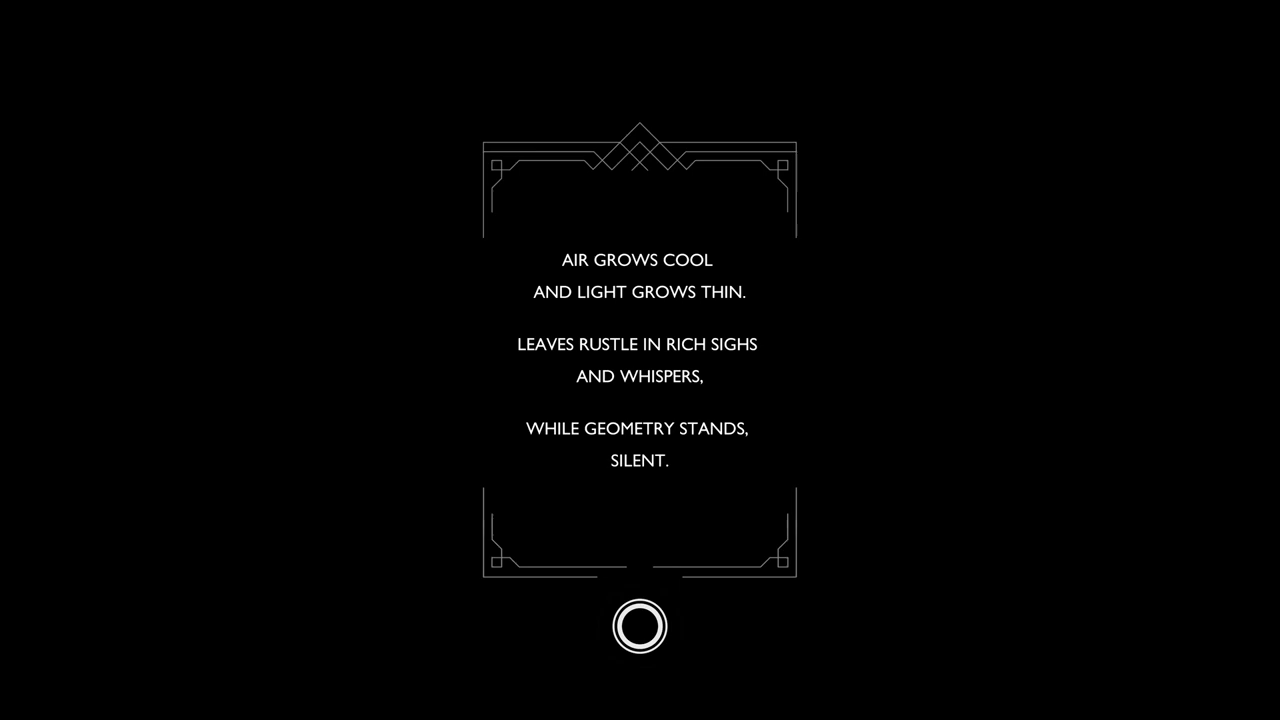 AIR GROWS COOL
AND LIGHT GROWS THIN.
LEAVES RUSTLE IN RICH SIGHS
AND WHISPERS,
WHILE GEOMETRY STANDS,
SILENT.